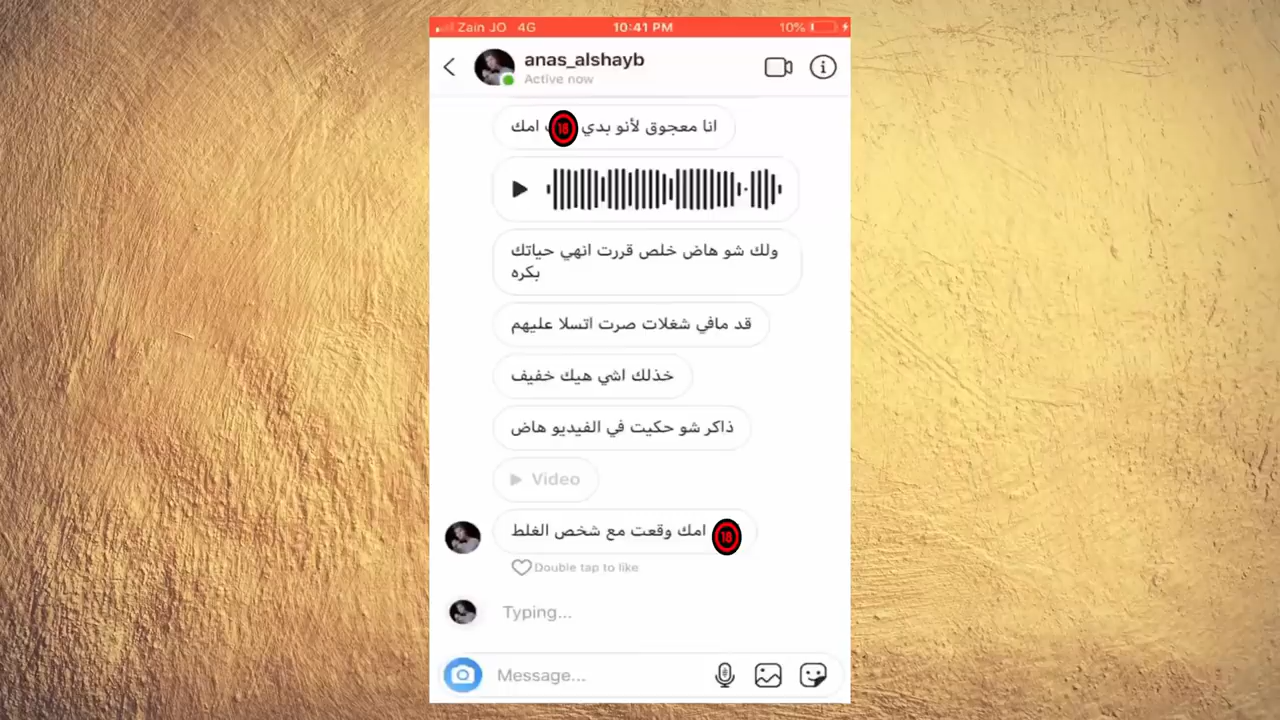 Zain JO 4G 10:41 PM 10%
anas_alshayb
Active now
انا معجوق لأنو بدي امك
ولك شو هاض خلص قررت انهي حياتك
بكره
قد مافي شغلات صرت اتسلا عليهم
خذلك اشي هيك خفيف
ذاكر شو حكيت في الفيديو هاض
Video
امك وقعت مع شخص الغلط
Double tap to like
Typing...
Message...